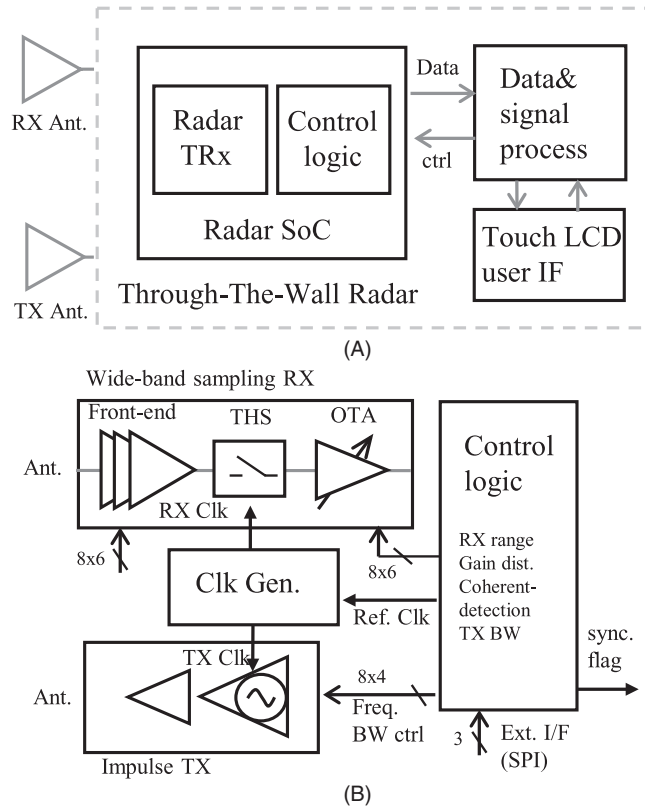 RX Ant.
TX Ant.
Radar
TRx
Control
logic
Radar SoC
Data
ctrl
Data&
signal
process
Touch LCD
user IF
Through-The-Wall Radar
(A)
Wide-band sampling RX
Front-end
THS
OTA
Ant.
RX Clk
8x6
8x6
Clk Gen.
Ref. Clk
Control
logic
RX range
Gain dist.
Coherent-
detection
TX BW
sync.
flag
TX Clk
Ant.
8x4
Freq.
BW ctrl
Impulse TX
3
Ext. I/F
(SPI)
(B)